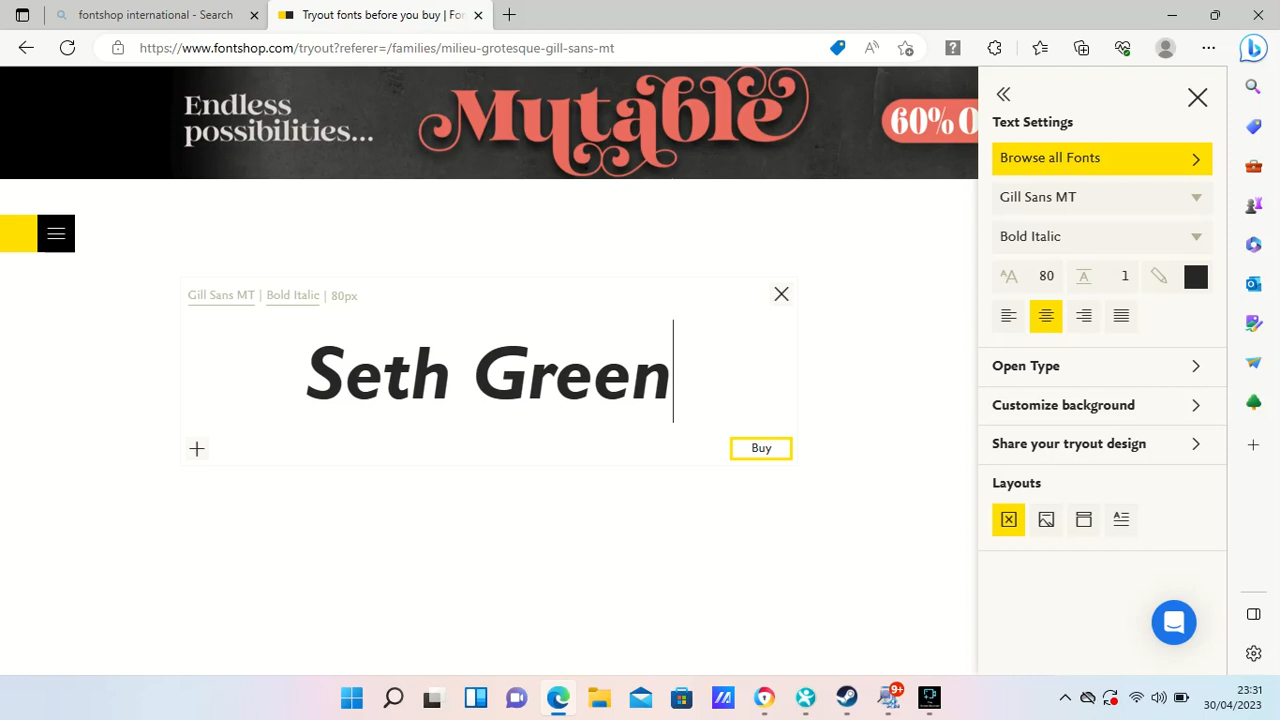 fontshop international - Search
Tryout fonts before you buy | Fon
https://www.fontshop.com/tryout?referer=/families/milieu-grotesque-gill-sans-mt
Endless
possibilities...
Mutable
60% O
Text Settings
Browse all Fonts
Gill Sans MT
Bold Italic
80
1
Open Type
Customize background
Share your tryout design
Layouts
Gill Sans MT | Bold Italic | 80px
Seth Green
Buy
9+
23:31
30/04/2023